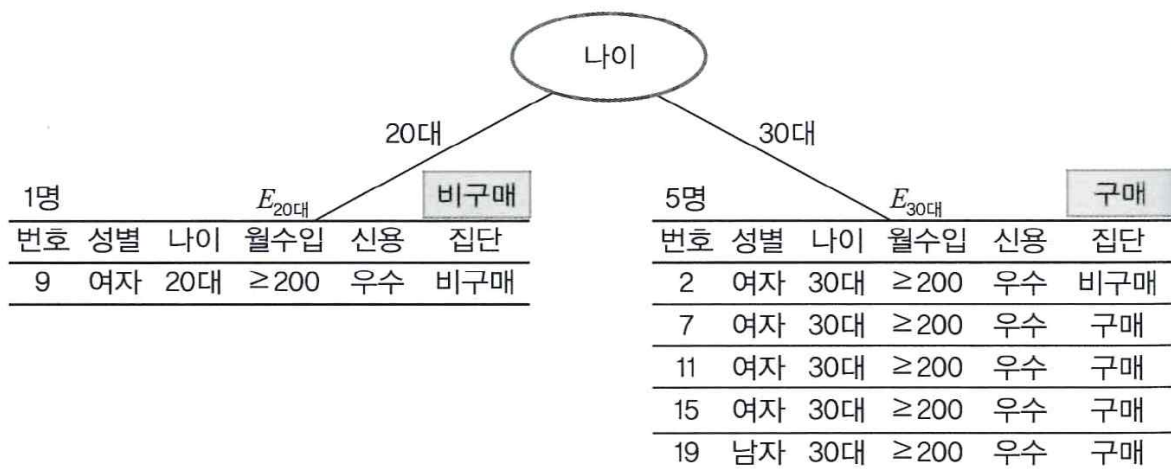 나이
20대
30대
1명 E20대 비구매
번호 성별 나이 월수입 신용 집단
9 여자 20대 ≥200 우수 비구매
5명 E30대 구매
번호 성별 나이 월수입 신용 집단
2 여자 30대 ≥200 우수 비구매
7 여자 30대 ≥200 우수 구매
11 여자 30대 ≥200 우수 구매
15 여자 30대 ≥200 우수 구매
19 남자 30대 ≥200 우수 구매